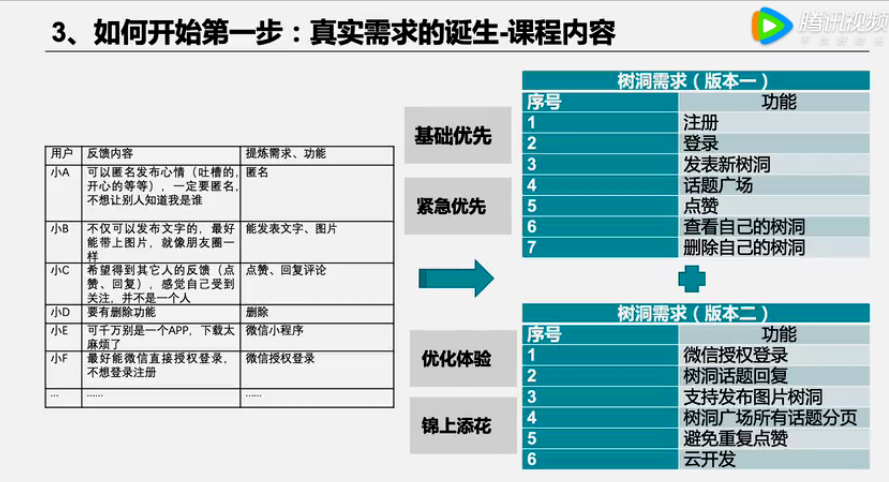 3、如何开始第一步：真实需求的诞生-课程内容
腾讯视频
不负好时光
用户 反馈内容 提炼需求、功能
小A 可以匿名发布心情（吐槽的, 匿名
开心的等等），一定要匿名,
不想让别人知道我是谁
小B 不仅可以发布文字的，最好 能发表文字、图片
能带上图片，就像朋友圈一
样
小C 希望得到其它人的反馈（点 点赞、回复评论
赞、回复），感觉自己受到
关注，并不是一个人
小D 要有删除功能 删除
小E 可千万别是一个APP，下载太 微信小程序
麻烦了
小F 最好能微信直接授权登录, 微信授权登录
不想登录注册
... ...... ......
基础优先
紧急优先
优化体验
锦上添花
树洞需求（版本一）
序号 功能
1 注册
2 登录
3 发表新树洞
4 话题广场
5 点赞
6 查看自己的树洞
7 删除自己的树洞
树洞需求（版本二）
序号 功能
1 微信授权登录
2 树洞话题回复
3 支持发布图片树洞
4 树洞广场所有话题分页
5 避免重复点赞
6 云开发